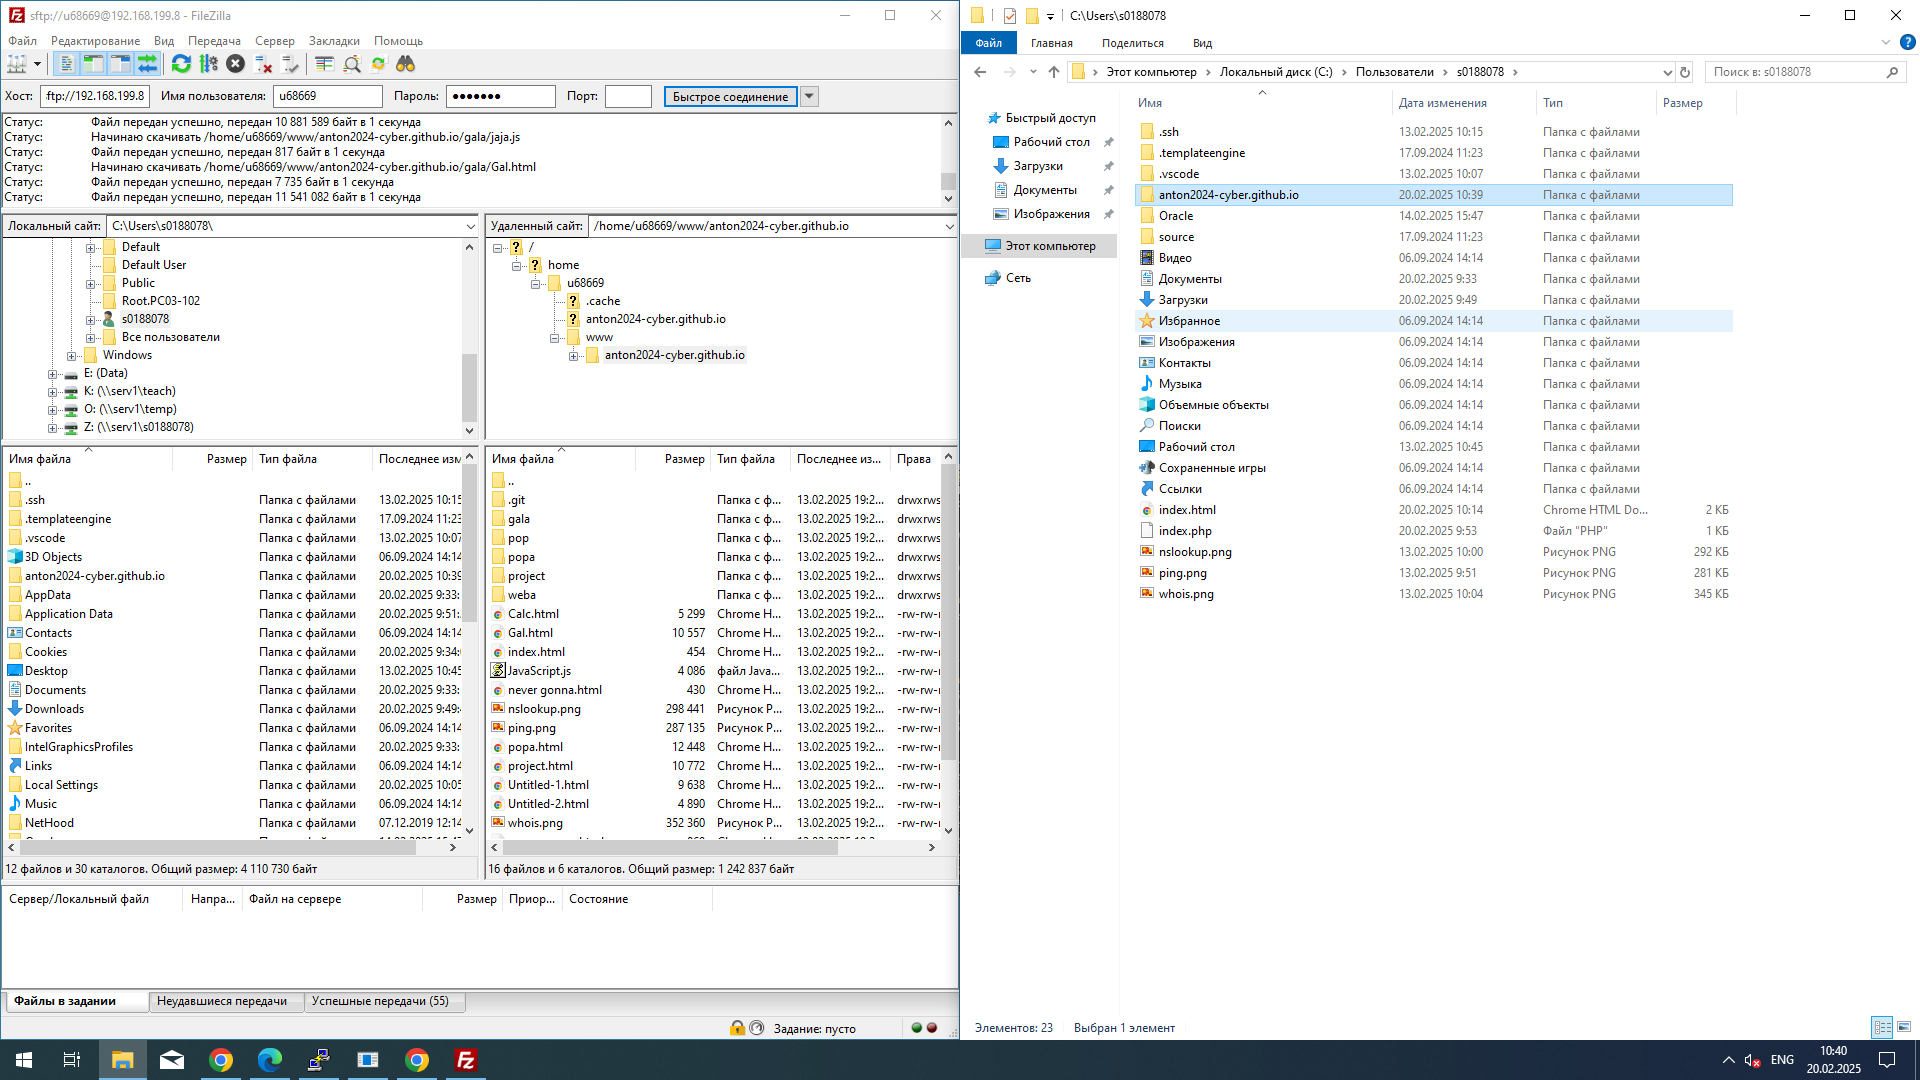 sftp://u68669@192.168.199.8 - FileZilla
Файл Редактирование Вид Передача Сервер Закладки Помощь
Хост: ftp://192.168.199.8 Имя пользователя: u68669 Пароль: ●●●●●●● Порт: Быстрое соединение
Статус: Файл передан успешно, передан 10 881 589 байт в 1 секунда
Статус: Начинаю скачивать /home/u68669/www/anton2024-cyber.github.io/gala/jaja.js
Статус: Файл передан успешно, передан 817 байт в 1 секунда
Статус: Начинаю скачивать /home/u68669/www/anton2024-cyber.github.io/gala/Gal.html
Статус: Файл передан успешно, передан 7 735 байт в 1 секунда
Статус: Файл передан успешно, передан 11 541 082 байт в 1 секунда
Локальный сайт: C:\Users\s0188078\
Default
Default User
Public
Root.PC03-102
s0188078
Все пользователи
Windows
E: (Data)
K: (\\serv1\teach)
O: (\\serv1\temp)
Z: (\\serv1\s0188078)
Удаленный сайт: /home/u68669/www/anton2024-cyber.github.io
/
home
u68669
.cache
anton2024-cyber.github.io
www
anton2024-cyber.github.io
Имя файла Размер Тип файла Последнее изм
..
.ssh Папка с файлами 13.02.2025 10:15
.templateengine Папка с файлами 17.09.2024 11:23
.vscode Папка с файлами 13.02.2025 10:07
3D Objects Папка с файлами 06.09.2024 14:14
anton2024-cyber.github.io Папка с файлами 20.02.2025 10:39
AppData Папка с файлами 20.02.2025 9:33:
Application Data Папка с файлами 20.02.2025 9:51:
Contacts Папка с файлами 06.09.2024 14:14
Cookies Папка с файлами 20.02.2025 9:34:
Desktop Папка с файлами 13.02.2025 10:45
Documents Папка с файлами 20.02.2025 9:33:
Downloads Папка с файлами 20.02.2025 9:49:
Favorites Папка с файлами 06.09.2024 14:14
IntelGraphicsProfiles Папка с файлами 20.02.2025 9:33:
Links Папка с файлами 06.09.2024 14:14
Local Settings Папка с файлами 20.02.2025 10:05
Music Папка с файлами 06.09.2024 14:14
NetHood Папка с файлами 07.12.2019 12:14
12 файлов и 30 каталогов. Общий размер: 4 110 730 байт
Имя файла Размер Тип файла Последнее из... Права
..
.git Папка с ф... 13.02.2025 19:2... drwxrws
gala Папка с ф... 13.02.2025 19:2... drwxrws
pop Папка с ф... 13.02.2025 19:2... drwxrws
popa Папка с ф... 13.02.2025 19:2... drwxrws
project Папка с ф... 13.02.2025 19:2... drwxrws
weba Папка с ф... 13.02.2025 19:2... drwxrws
Calc.html 5 299 Chrome H... 13.02.2025 19:2... -rw-rw-r
Gal.html 10 557 Chrome H... 13.02.2025 19:2... -rw-rw-r
index.html 454 Chrome H... 13.02.2025 19:2... -rw-rw-r
JavaScript.js 4 086 файл Java... 13.02.2025 19:2... -rw-rw-r
never gonna.html 430 Chrome H... 13.02.2025 19:2... -rw-rw-r
nslookup.png 298 441 Рисунок P... 13.02.2025 19:2... -rw-rw-r
ping.png 287 135 Рисунок P... 13.02.2025 19:2... -rw-rw-r
popa.html 12 448 Chrome H... 13.02.2025 19:2... -rw-rw-r
project.html 10 772 Chrome H... 13.02.2025 19:2... -rw-rw-r
Untitled-1.html 9 638 Chrome H... 13.02.2025 19:2... -rw-rw-r
Untitled-2.html 4 890 Chrome H... 13.02.2025 19:2... -rw-rw-r
whois.png 352 360 Рисунок P... 13.02.2025 19:2... -rw-rw-r
16 файлов и 6 каталогов. Общий размер: 1 242 837 байт
Сервер/Локальный файл Напра... Файл на сервере Размер Приор... Состояние
Файлы в задании Неудавшиеся передачи Успешные передачи (55)
Задание: пусто
C:\Users\s0188078
Файл Главная Поделиться Вид
Этот компьютер Локальный диск (C:) Пользователи s0188078
Поиск в: s0188078
Быстрый доступ
Рабочий стол
Загрузки
Документы
Изображения
Этот компьютер
Сеть
Имя Дата изменения Тип Размер
.ssh 13.02.2025 10:15 Папка с файлами
.templateengine 17.09.2024 11:23 Папка с файлами
.vscode 13.02.2025 10:07 Папка с файлами
anton2024-cyber.github.io 20.02.2025 10:39 Папка с файлами
Oracle 14.02.2025 15:47 Папка с файлами
source 17.09.2024 11:23 Папка с файлами
Видео 06.09.2024 14:14 Папка с файлами
Документы 20.02.2025 9:33 Папка с файлами
Загрузки 20.02.2025 9:49 Папка с файлами
Избранное 06.09.2024 14:14 Папка с файлами
Изображения 06.09.2024 14:14 Папка с файлами
Контакты 06.09.2024 14:14 Папка с файлами
Музыка 06.09.2024 14:14 Папка с файлами
Объемные объекты 06.09.2024 14:14 Папка с файлами
Поиски 06.09.2024 14:14 Папка с файлами
Рабочий стол 13.02.2025 10:45 Папка с файлами
Сохраненные игры 06.09.2024 14:14 Папка с файлами
Ссылки 06.09.2024 14:14 Папка с файлами
index.html 20.02.2025 10:14 Chrome HTML Do... 2 КБ
index.php 20.02.2025 9:53 Файл "PHP" 1 КБ
nslookup.png 13.02.2025 10:00 Рисунок PNG 292 КБ
ping.png 13.02.2025 9:51 Рисунок PNG 281 КБ
whois.png 13.02.2025 10:04 Рисунок PNG 345 КБ
Элементов: 23 Выбран 1 элемент
ENG
10:40
20.02.2025